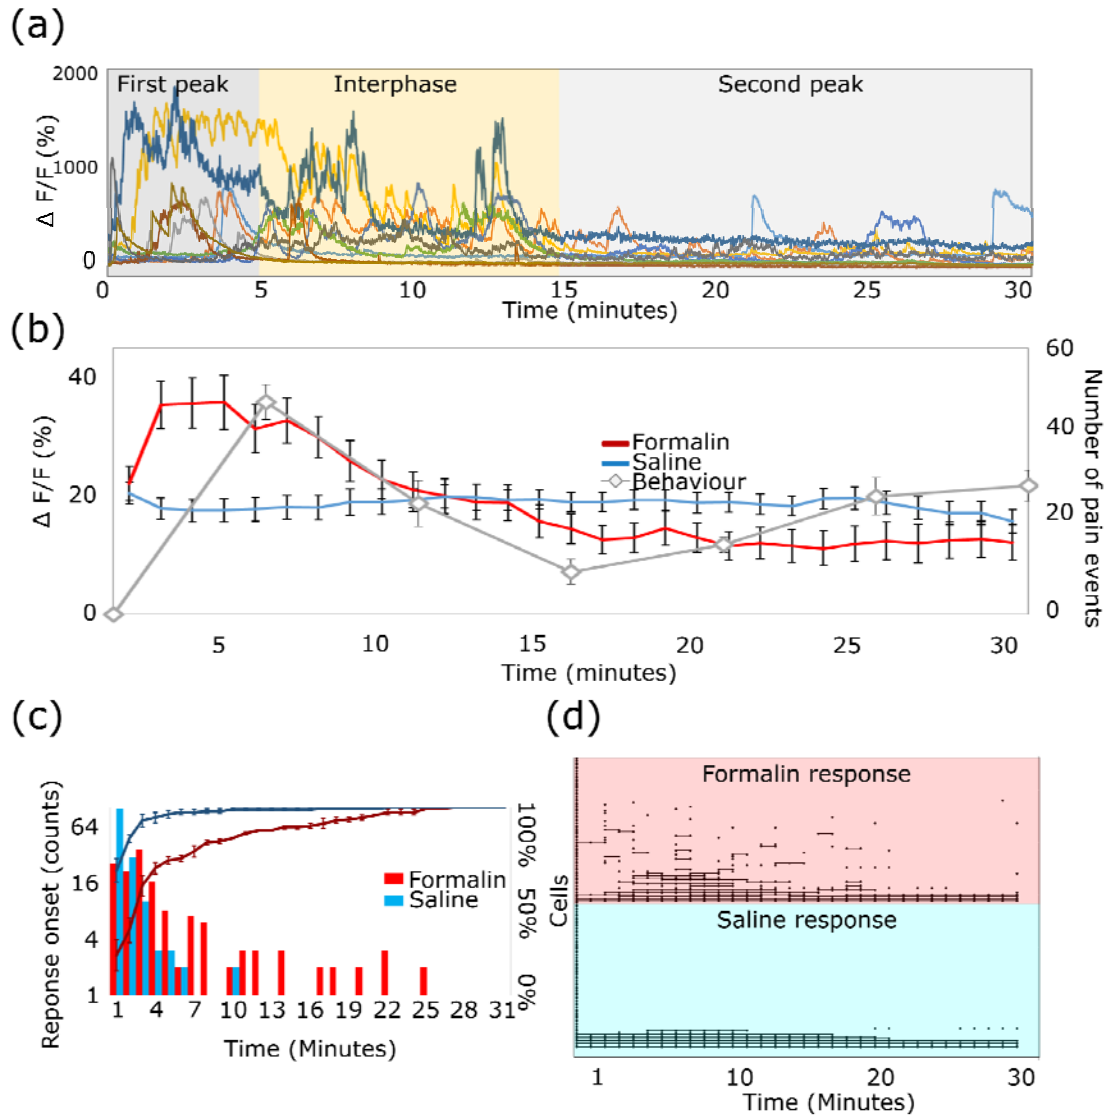 (a)
2000
1000
0
Δ F/F (%)
First peak
Interphase
Second peak
0 5 10 15 20 25 30
Time (minutes)
(b)
40
20
0
Δ F/F (%)
Formalin
Saline
Behaviour
60
40
20
0
Number of pain events
5 10 15 20 25 30
Time (minutes)
(c)
Reponse onset (counts)
64
16
4
1
100%
50%
0%
Formalin
Saline
1 4 7 10 13 16 19 22 25 28 31
Time (Minutes)
(d)
Cells
Formalin response
Saline response
1 10 20 30
Time (Minutes)